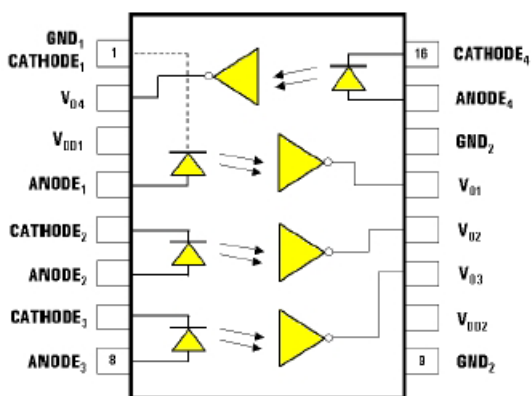 GND1
CATHODE1
1
VO4
VDD1
ANODE1
CATHODE2
ANODE2
CATHODE3
ANODE3
8
16
CATHODE4
ANODE4
GND2
VO1
VO2
VO3
VDD2
9
GND2